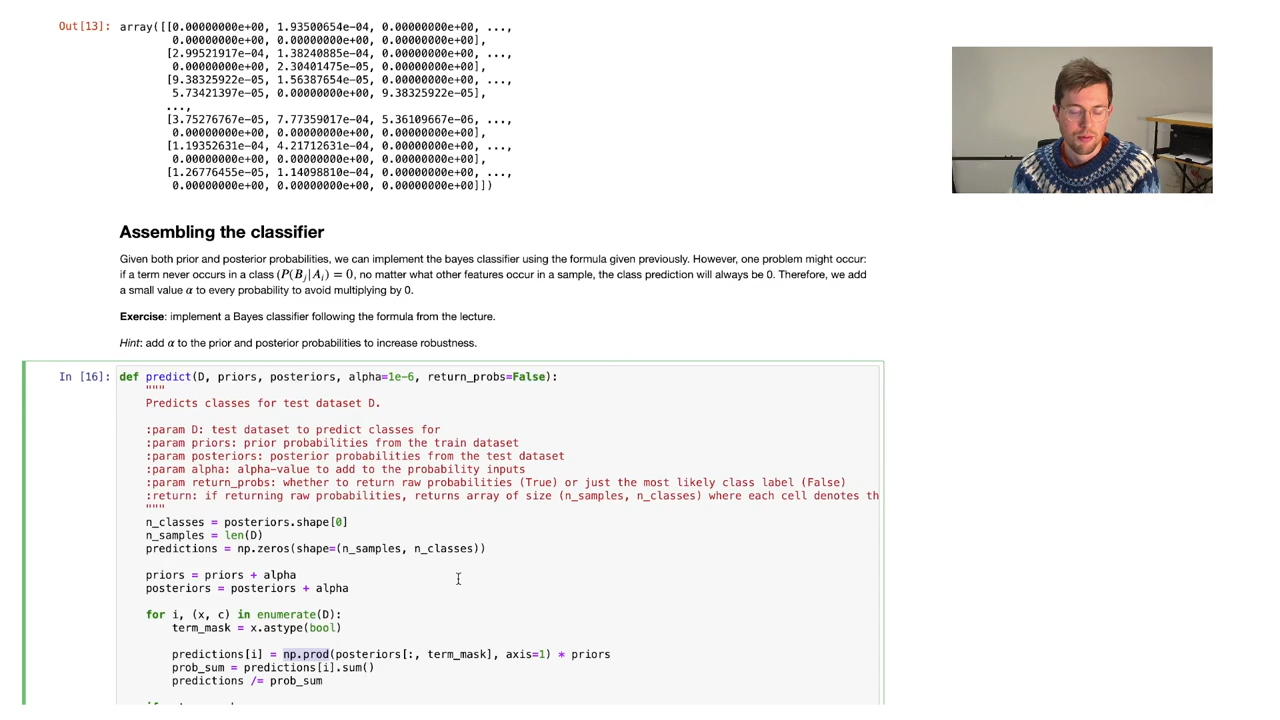 Out[13]: array([[0.00000000e+00, 1.93500654e-04, 0.00000000e+00, ...,
0.00000000e+00, 0.00000000e+00, 0.00000000e+00],
[2.99521917e-04, 1.38240885e-04, 0.00000000e+00, ...,
0.00000000e+00, 2.30401475e-05, 0.00000000e+00],
[9.38325922e-05, 1.56387654e-05, 0.00000000e+00, ...,
5.73421397e-05, 0.00000000e+00, 9.38325922e-05],
...,
[3.75276767e-05, 7.77359017e-04, 5.36109667e-06, ...,
0.00000000e+00, 0.00000000e+00, 0.00000000e+00],
[1.19352631e-04, 4.21712631e-04, 0.00000000e+00, ...,
0.00000000e+00, 0.00000000e+00, 0.00000000e+00],
[1.26776455e-05, 1.14098810e-04, 0.00000000e+00, ...,
0.00000000e+00, 0.00000000e+00, 0.00000000e+00]])
Assembling the classifier
Given both prior and posterior probabilities, we can implement the bayes classifier using the formula given previously. However, one problem might occur:
if a term never occurs in a class (P(Bj|Ai) = 0, no matter what other features occur in a sample, the class prediction will always be 0. Therefore, we add
a small value α to every probability to avoid multiplying by 0.
Exercise: implement a Bayes classifier following the formula from the lecture.
Hint: add α to the prior and posterior probabilities to increase robustness.
In [16]: def predict(D, priors, posteriors, alpha=1e-6, return_probs=False):
"""
Predicts classes for test dataset D.
:param D: test dataset to predict classes for
:param priors: prior probabilities from the train dataset
:param posteriors: posterior probabilities from the test dataset
:param alpha: alpha-value to add to the probability inputs
:param return_probs: whether to return raw probabilities (True) or just the most likely class label (False)
:return: if returning raw probabilities, returns array of size (n_samples, n_classes) where each cell denotes th
"""
n_classes = posteriors.shape[0]
n_samples = len(D)
predictions = np.zeros(shape=(n_samples, n_classes))
priors = priors + alpha
posteriors = posteriors + alpha
for i, (x, c) in enumerate(D):
term_mask = x.astype(bool)
predictions[i] = np.prod(posteriors[:, term_mask], axis=1) * priors
prob_sum = predictions[i].sum()
predictions /= prob_sum